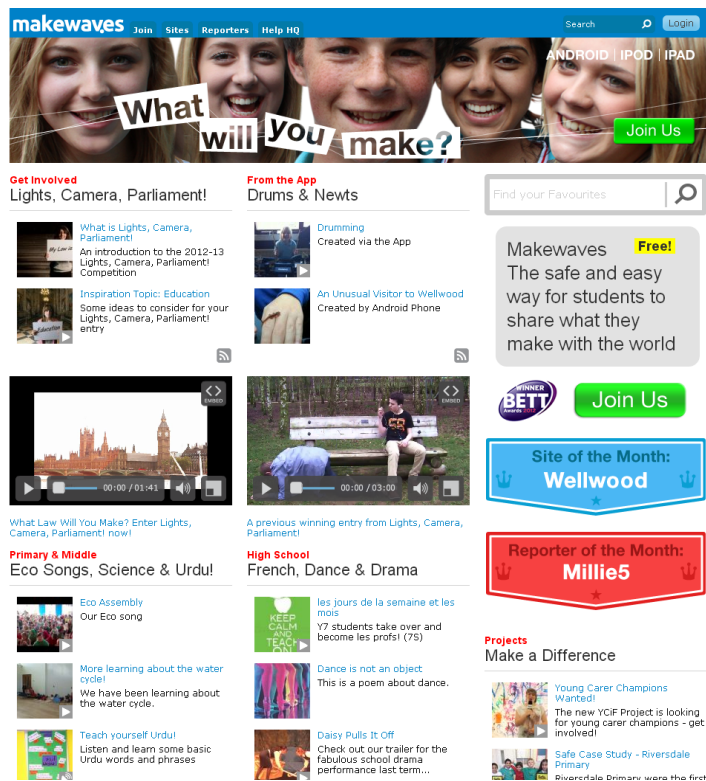 makewav.es
Join
Sites
Reporters
Help HQ
Search
Login
ANDROID | IPOD | IPAD
What
will
you
make?
Join Us
Get Involved
Lights, Camera, Parliament!
What is Lights, Camera,
Parliament!
An introduction to the 2012-13
Lights, Camera, Parliament!
Competition
Inspiration Topic: Education
Some ideas to consider for your
Lights, Camera, Parliament!
entry
From the App
Drums & Newts
Drumming
Created via the App
An Unusual Visitor to Wellwood
Created by Android Phone
Find your Favourites
Makewaves
Free!
The safe and easy
way for students to
share what they
make with the world
WINNER
BETT
Awards 2012
Join Us
EMBED
00:00 / 01:41
EMBED
00:00 / 03:00
What Law Will You Make? Enter Lights,
Camera, Parliament! now!
A previous winning entry from Lights, Camera,
Parliament!
Site of the Month:
Wellwood
Reporter of the Month:
Millie5
Primary & Middle
Eco Songs, Science & Urdu!
Eco Assembly
Our Eco song
More learning about the water
cycle!
We have been learning about
the water cycle.
Teach yourself Urdu!
Listen and learn some basic
Urdu words and phrases
High School
French, Dance & Drama
KEEP
CALM
AND
TEACH
ON
les jours de la semaine et les
mois
Y7 students take over and
become les profs! (7S)
Dance is not an object
This is a poem about dance.
Daisy Pulls It Off
Check out our trailer for the
fabulous school drama
performance last term...
Projects
Make a Difference
Young Carer Champions
Wanted!
The new YCiF Project is looking
for young carer champions - get
involved!
Safe Case Study - Riversdale
Primary
Riversdale Primary were the first